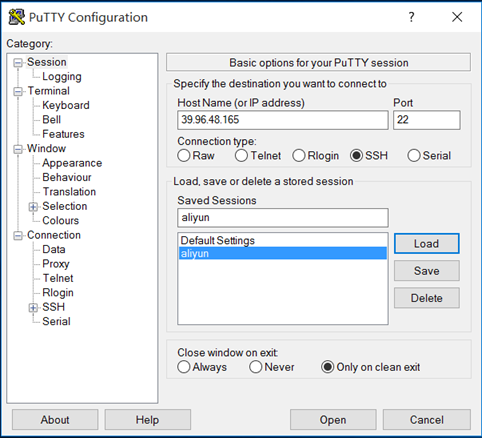 PuTTY Configuration
Category:
Session
Logging
Terminal
Keyboard
Bell
Features
Window
Appearance
Behaviour
Translation
Selection
Colours
Connection
Data
Proxy
Telnet
Rlogin
SSH
Serial
Basic options for your PuTTY session
Specify the destination you want to connect to
Host Name (or IP address) Port
39.96.48.165 22
Connection type:
Raw Telnet Rlogin SSH Serial
Load, save or delete a stored session
Saved Sessions
aliyun
Default Settings
aliyun
Load
Save
Delete
Close window on exit:
Always Never Only on clean exit
About Help Open Cancel